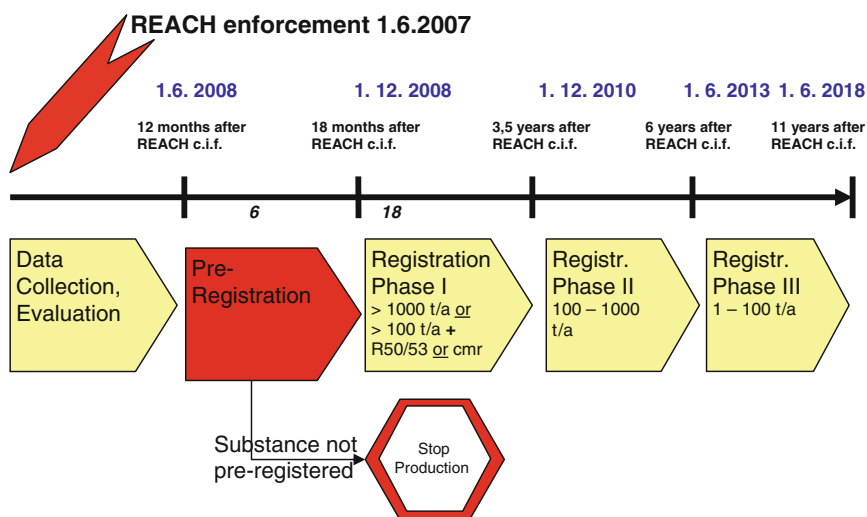 REACH enforcement 1.6.2007
1.6. 2008
1. 12. 2008
1. 12. 2010
1. 6. 2013
1. 6. 2018
12 months after
REACH c.i.f.
18 months after
REACH c.i.f.
3,5 years after
REACH c.i.f.
6 years after
REACH c.i.f.
11 years after
REACH c.i.f.
6
18
Data
Collection,
Evaluation
Pre-
Registration
Registration
Phase I
> 1000 t/a or
> 100 t/a +
R50/53 or cmr
Registr.
Phase II
100 – 1000
t/a
Registr.
Phase III
1 – 100 t/a
Substance not
pre-registered
Stop
Production